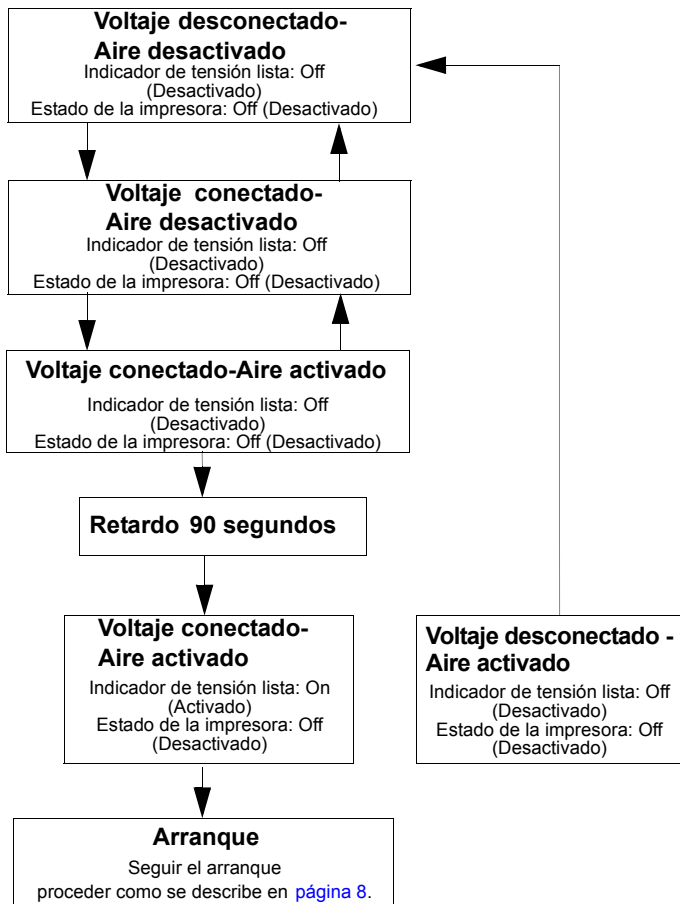 Voltaje desconectado-
Aire desactivado
Indicador de tensión lista: Off
(Desactivado)
Estado de la impresora: Off (Desactivado)
Voltaje conectado-
Aire desactivado
Indicador de tensión lista: Off
(Desactivado)
Estado de la impresora: Off (Desactivado)
Voltaje conectado-Aire activado
Indicador de tensión lista: Off
(Desactivado)
Estado de la impresora: Off (Desactivado)
Retardo 90 segundos
Voltaje conectado-
Aire activado
Indicador de tensión lista: On
(Activado)
Estado de la impresora: Off
(Desactivado)
Voltaje desconectado -
Aire activado
Indicador de tensión lista: Off
(Desactivado)
Estado de la impresora: Off
(Desactivado)
Arranque
Seguir el arranque
proceder como se describe en página 8.